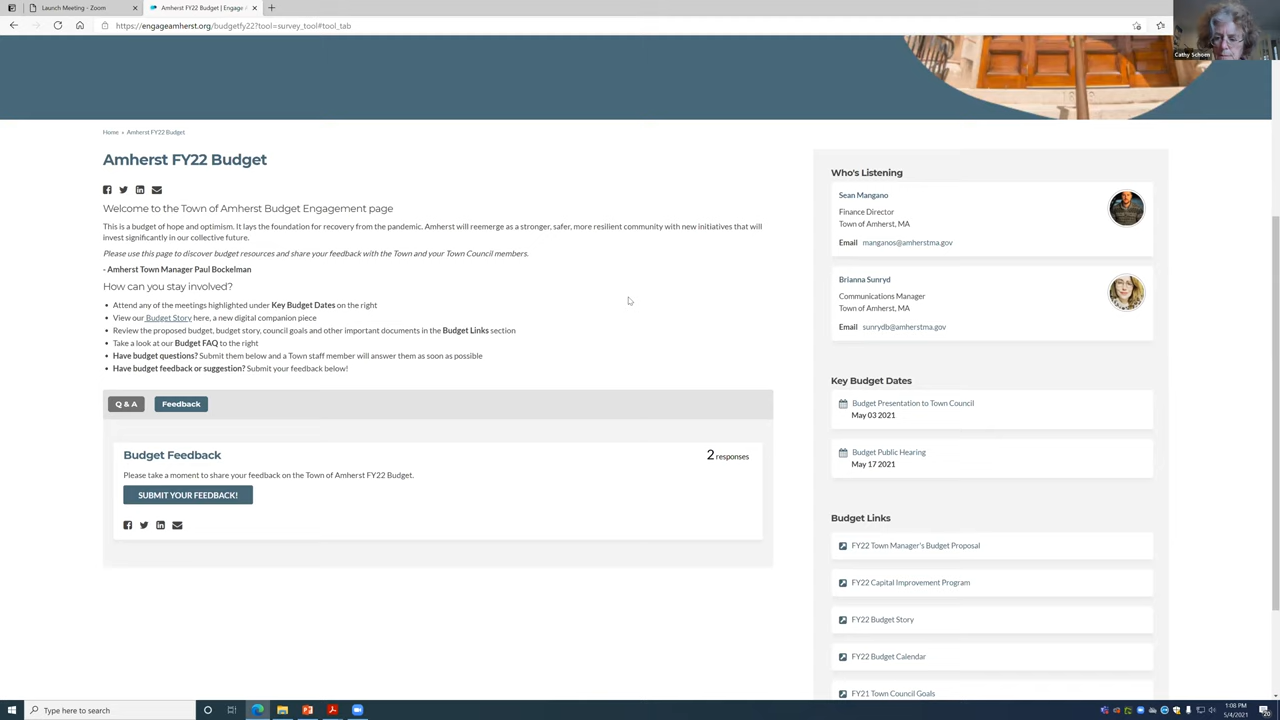 Launch Meeting - Zoom
Amherst FY22 Budget | Engage
https://engageamherst.org/budgetfy22?tool=survey_tool#tool_tab
Cathy Schoen
Home » Amherst FY22 Budget
Amherst FY22 Budget
Welcome to the Town of Amherst Budget Engagement page
This is a budget of hope and optimism. It lays the foundation for recovery from the pandemic. Amherst will reemerge as a stronger, safer, more resilient community with new initiatives that will
invest significantly in our collective future.
Please use this page to discover budget resources and share your feedback with the Town and your Town Council members.
- Amherst Town Manager Paul Bockelman
How can you stay involved?
• Attend any of the meetings highlighted under Key Budget Dates on the right
• View our Budget Story here, a new digital companion piece
• Review the proposed budget, budget story, council goals and other important documents in the Budget Links section
• Take a look at our Budget FAQ to the right
• Have budget questions? Submit them below and a Town staff member will answer them as soon as possible
• Have budget feedback or suggestion? Submit your feedback below!
Q & A Feedback
Budget Feedback
2 responses
Please take a moment to share your feedback on the Town of Amherst FY22 Budget.
SUBMIT YOUR FEEDBACK!
Who's Listening
Sean Mangano
Finance Director
Town of Amherst, MA
Email manganos@amherstma.gov
Brianna Sunryd
Communications Manager
Town of Amherst, MA
Email sunrydb@amherstma.gov
Key Budget Dates
Budget Presentation to Town Council
May 03 2021
Budget Public Hearing
May 17 2021
Budget Links
FY22 Town Manager's Budget Proposal
FY22 Capital Improvement Program
FY22 Budget Story
FY22 Budget Calendar
FY21 Town Council Goals
Type here to search
1:08 PM
5/4/2021